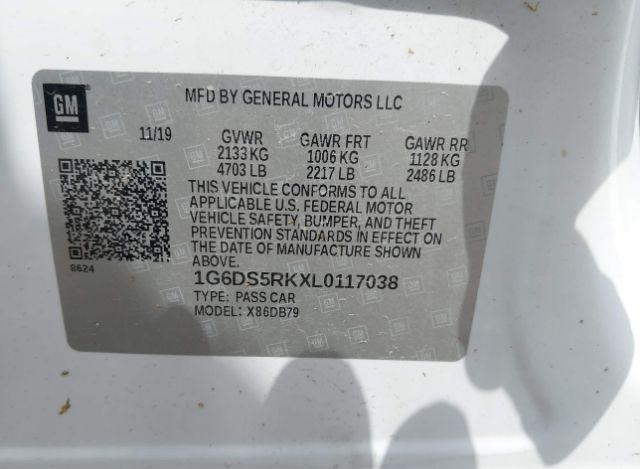 GM
MFD BY GENERAL MOTORS LLC
11/19 GVWR GAWR FRT GAWR RR
2133 KG 1006 KG 1128 KG
4703 LB 2217 LB 2486 LB
THIS VEHICLE CONFORMS TO ALL
APPLICABLE U.S. FEDERAL MOTOR
VEHICLE SAFETY, BUMPER, AND THEFT
PREVENTION STANDARDS IN EFFECT ON
THE DATE OF MANUFACTURE SHOWN
ABOVE.
8624
1G6DS5RKXL0117038
TYPE: PASS CAR
MODEL: X86DB79